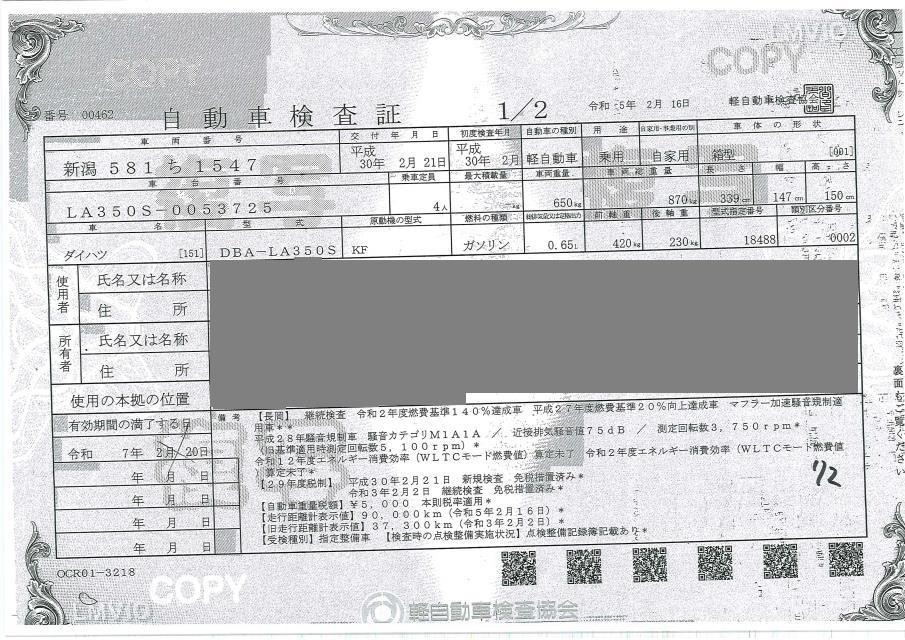 COPY
COPY
番号 00462
自動車検査証
1/2
令和 5年 2月 16日
軽自動車検査協会
車両番号 交付年月日 初度検査年月 自動車の種別 用途 自家用・事業用の別 車体の形状
新潟 581 ち 1547 平成 30年 2月 21日 平成 30年 2月 軽自動車 乗用 自家用 箱型 [001]
車台番号 乗車定員 最大積載量 車両重量 車両総重量 長さ 幅 高さ
LA350S-0053725 4人 -kg 650kg 870kg 339cm 147cm 150cm
車名 型式 原動機の型式 燃料の種類 総排気量又は定格出力 前軸重 後軸重 型式指定番号 類別区分番号
ダイハツ [151] DBA-LA350S KF ガソリン 0.65L 420kg 230kg 18488 0002
使用者
氏名又は名称
住所
所有者
氏名又は名称
住所
使用の本拠の位置
有効期間の満了する日
令和 7年 2月 20日
年 月 日
年 月 日
年 月 日
年 月 日
備考
【長岡】 継続検査 令和2年度燃費基準140%達成車 平成27年度燃費基準20%向上達成車 マフラー加速騒音規制適
用車**
平成28年騒音規制車 騒音カテゴリM1A1A / 近接排気騒音値75dB / 測定回転数3,750rpm*
(旧基準適用時測定回転数5,100rpm)*
令和12年度エネルギー消費効率(WLTCモード燃費値)算定未了 令和2年度エネルギー消費効率(WLTCモード燃費値)
算定未了*
【29年度税制】 平成30年2月21日 新規検査 免税措置済み*
令和3年2月2日 継続検査 免税措置済み*
【自動車重量税額】¥5,000 本則税率適用*
【走行距離計表示値】90,000km(令和5年2月16日)*
【旧走行距離計表示値】37,300km(令和3年2月2日)*
【受検種別】指定整備車 【検査時の点検整備実施状況】点検整備記録簿記載あり*
1/2
裏面もご覧ください
OCR01-3218
COPY
軽自動車検査協会